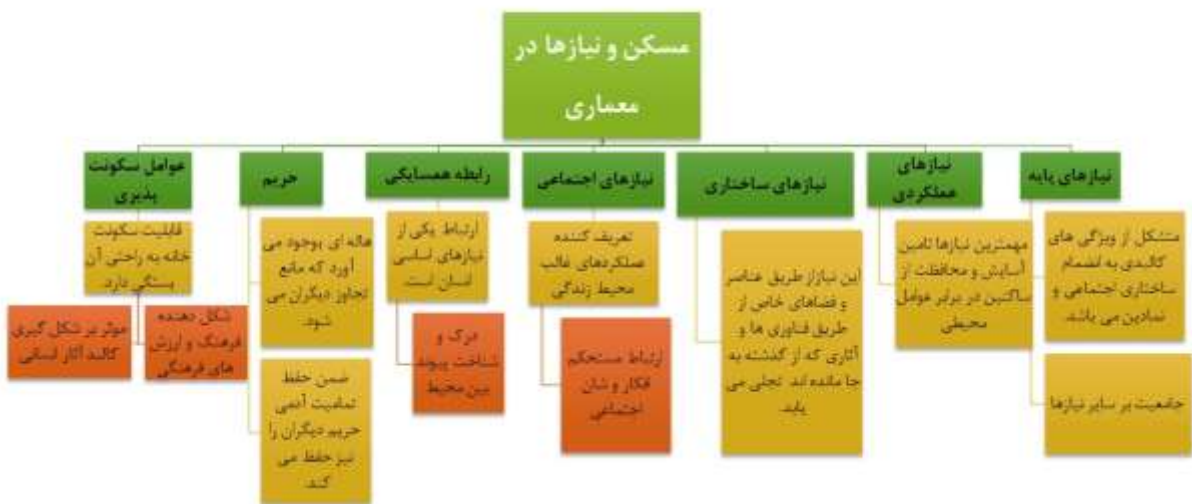 مسکن و نیازها در
معماری
نیازهای پایه
متشکل از ویژگی های
کالبدی به انضمام
ساختاری اجتماعی و
نمادین می باشد.
جامعیت بر سایر نیازها
نیازهای
عملکردی
مهمترین نیازها تامین
آسایش و محافظت از
ساکنین در برابر عوامل
محیطی
نیازهای ساختاری
این نیازاز طریق عناصر
و فضاهای خاص از
طریق فناوری ها و
آثاری که از گذشته به
جا مانده اند تجلی می
یابد.
نیازهای اجتماعی
تعریف کننده
عملکردهای غالب
محیط زندگی
ارتباط مستحکم
افکار و شان
اجتماعی
رابطه همسایگی
ارتباط یکی از
نیازهای اساسی
انسان است.
درک و
شناخت پیوند
بین محیط
حریم
هاله ای بوجود می
آورد که مانع
تجاوز دیگران می
شود.
ضمن حفظ
تمامیت آدمی
حریم دیگران را
نیز حفظ می
کند.
عوامل سکونت
پذیری
قابلیت سکونت
خانه به راحتی آن
بستگی دارد.
شکل دهنده
فرهنگ و ارزش
های فرهنگی
موثر بر شکل گیری
کالبد آثار انسانی